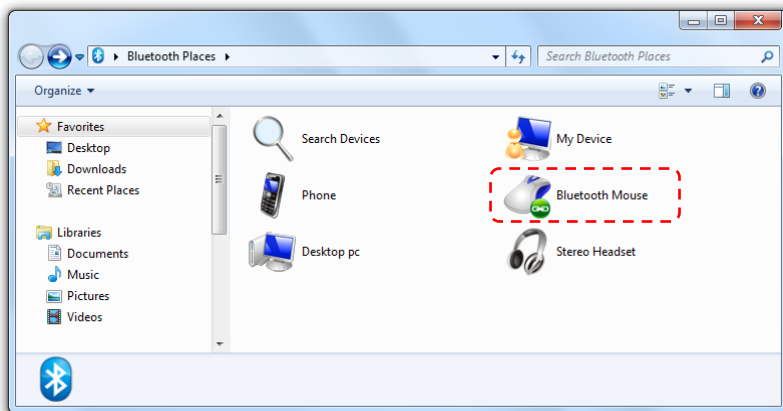 Bluetooth Places
Search Bluetooth Places
Organize
Favorites
Desktop
Downloads
Recent Places
Libraries
Documents
Music
Pictures
Videos
Search Devices
My Device
Phone
Bluetooth Mouse
Desktop pc
Stereo Headset